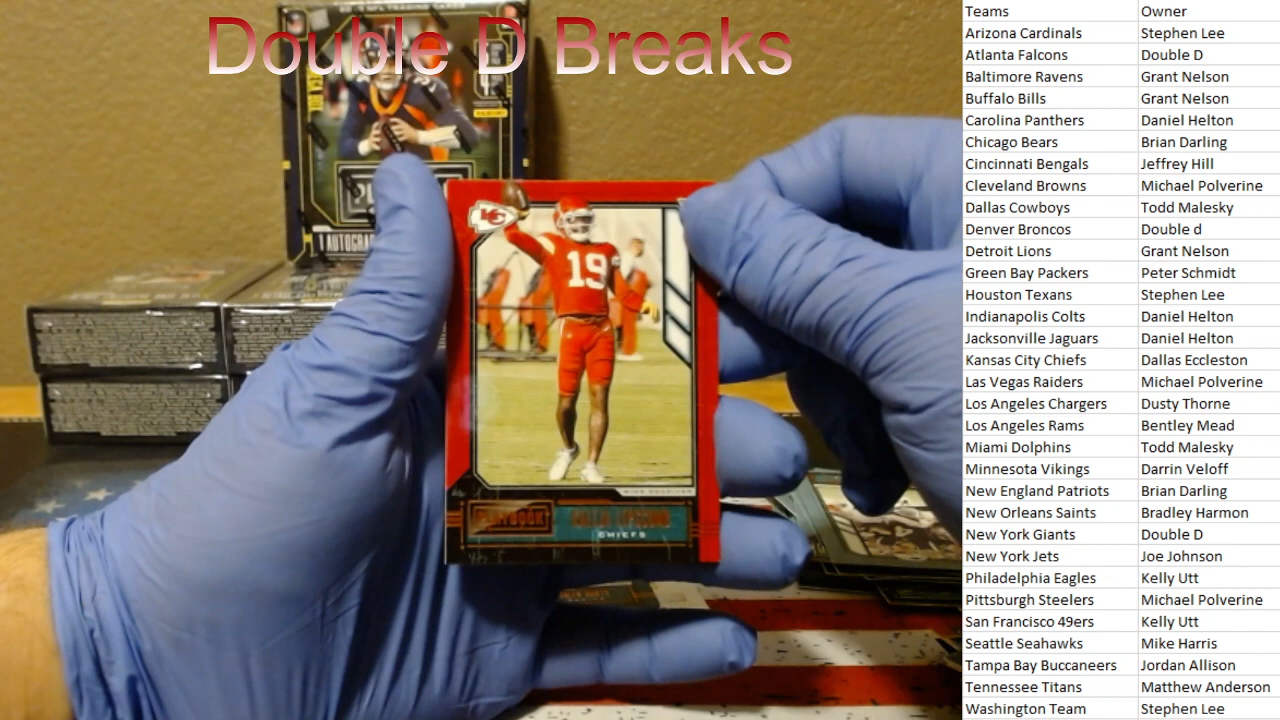 Double D Breaks
1 AUTOGRA
KC
19
PLAYBOOK
CHIEFS
Teams Owner
Arizona Cardinals Stephen Lee
Atlanta Falcons Double D
Baltimore Ravens Grant Nelson
Buffalo Bills Grant Nelson
Carolina Panthers Daniel Helton
Chicago Bears Brian Darling
Cincinnati Bengals Jeffrey Hill
Cleveland Browns Michael Polverine
Dallas Cowboys Todd Malesky
Denver Broncos Double d
Detroit Lions Grant Nelson
Green Bay Packers Peter Schmidt
Houston Texans Stephen Lee
Indianapolis Colts Daniel Helton
Jacksonville Jaguars Daniel Helton
Kansas City Chiefs Dallas Eccleston
Las Vegas Raiders Michael Polverine
Los Angeles Chargers Dusty Thorne
Los Angeles Rams Bentley Mead
Miami Dolphins Todd Malesky
Minnesota Vikings Darrin Veloff
New England Patriots Brian Darling
New Orleans Saints Bradley Harmon
New York Giants Double D
New York Jets Joe Johnson
Philadelphia Eagles Kelly Utt
Pittsburgh Steelers Michael Polverine
San Francisco 49ers Kelly Utt
Seattle Seahawks Mike Harris
Tampa Bay Buccaneers Jordan Allison
Tennessee Titans Matthew Anderson
Washington Team Stephen Lee